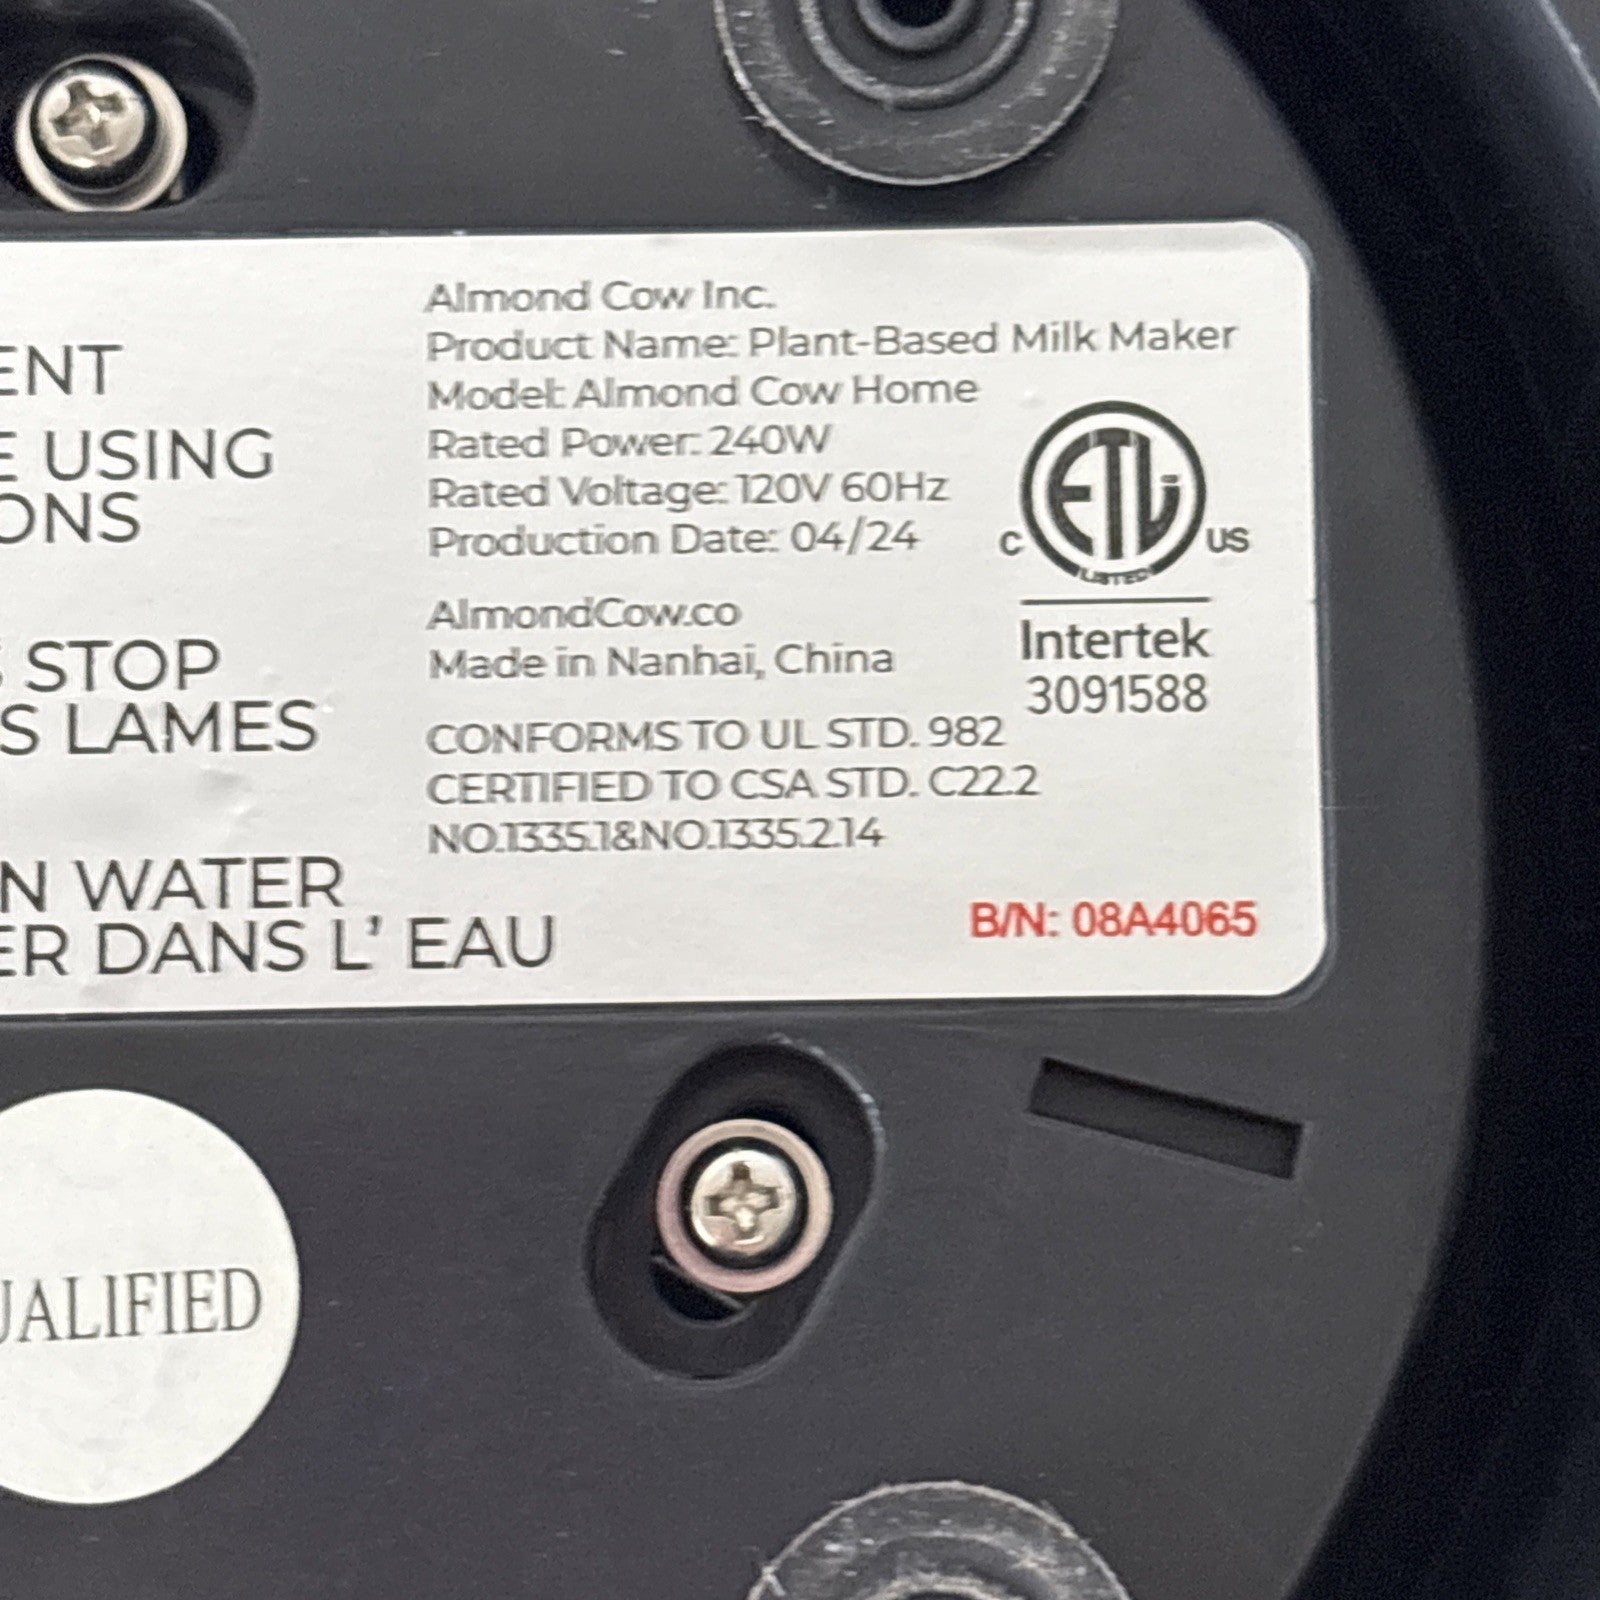 ENT
E USING
ONS
S STOP
S LAMES
N WATER
ER DANS L' EAU
Almond Cow Inc.
Product Name: Plant-Based Milk Maker
Model: Almond Cow Home
Rated Power: 240W
Rated Voltage: 120V 60Hz
Production Date: 04/24
AlmondCow.co
Made in Nanhai, China
CONFORMS TO UL STD. 982
CERTIFIED TO CSA STD. C22.2
NO.1335.1&NO.1335.2.14
ETL
LISTED
C US
Intertek
3091588
B/N: 08A4065
UALIFIED